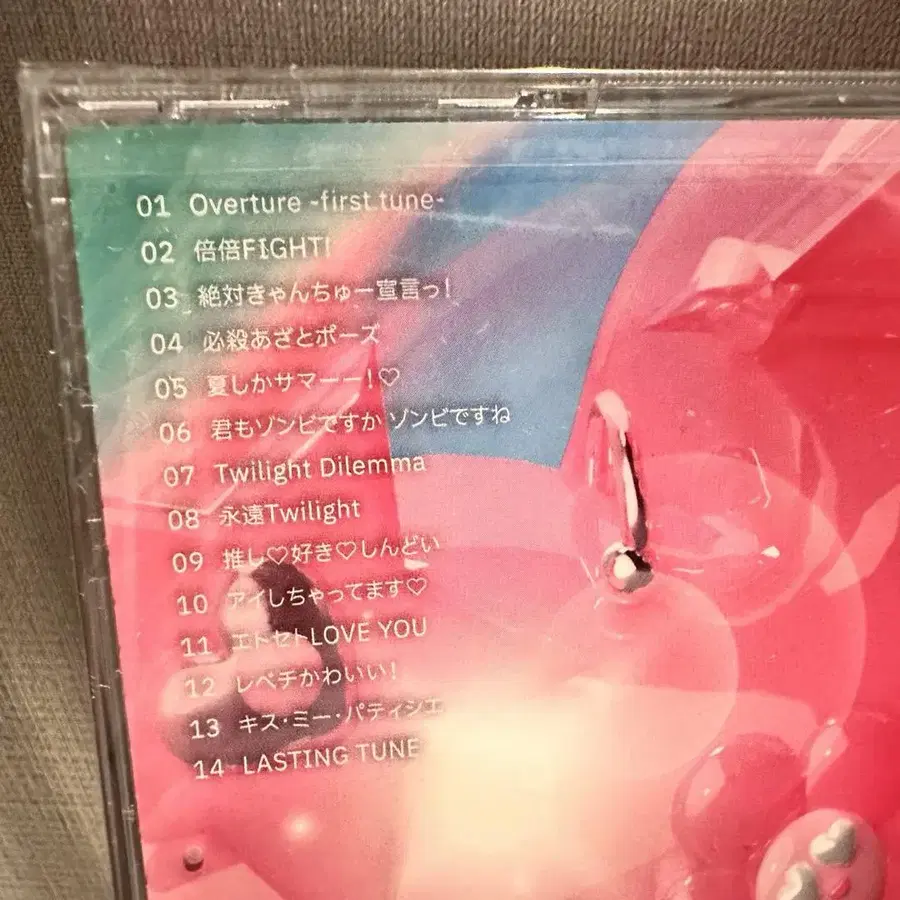 01 Overture -first tune-
02 倍倍FIGHT!
03 絶対きゃんちゅー宣言っ!
04 必殺あざとポーズ
05 夏しかサマーー!♡
06 君もゾンビですか ゾンビですね
07 Twilight Dilemma
08 永遠Twilight
09 推し♡好き♡しんどい
10 アイしちゃってます♡
11 エトセトLOVE YOU
12 レベチかわいい!
13 キス・ミー・パティシエ
14 LASTING TUNE